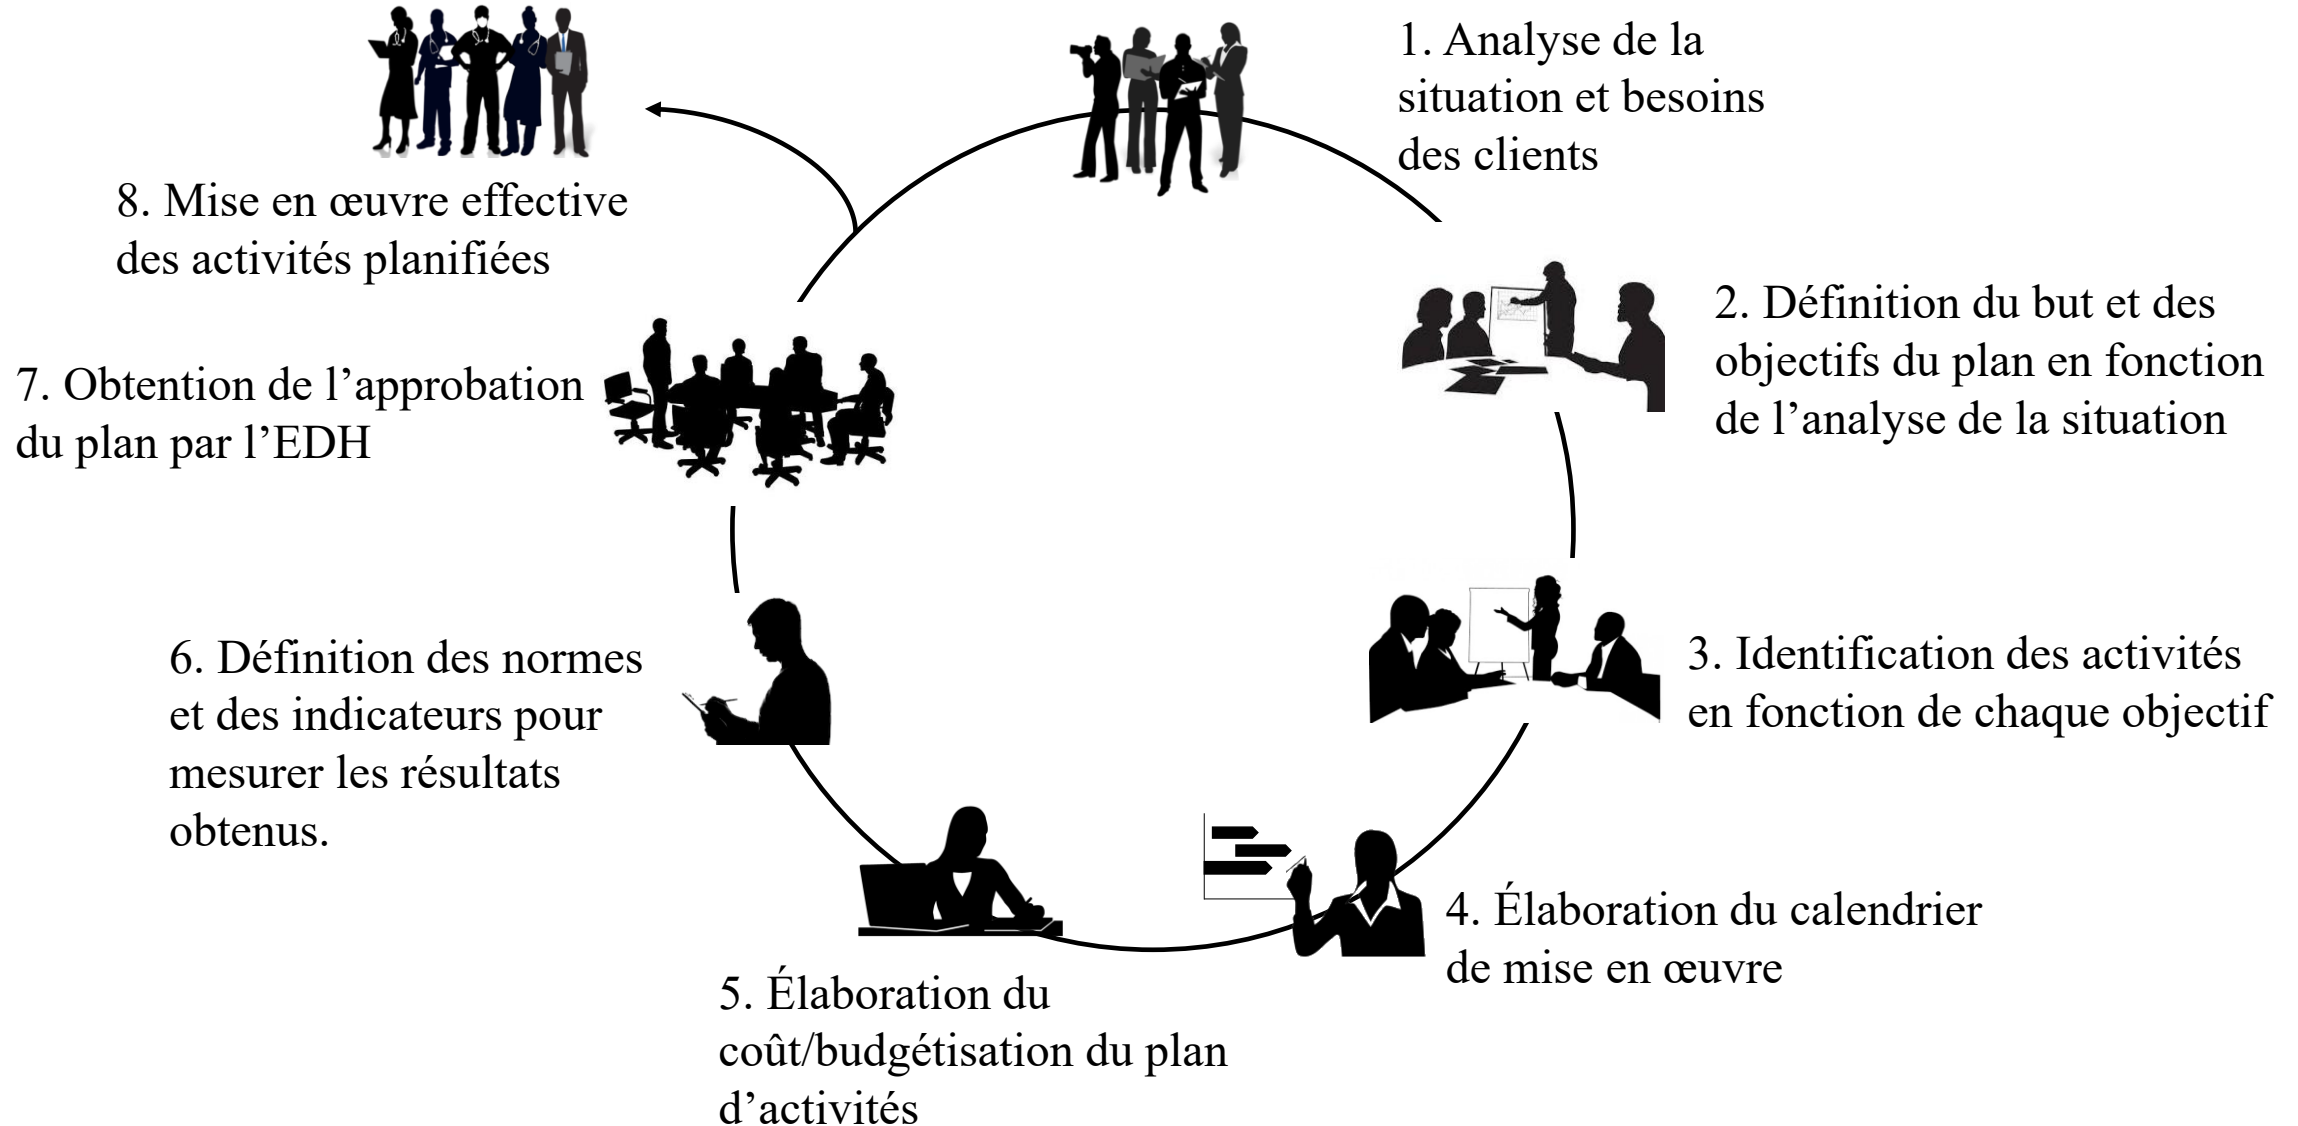 1. Analyse de la
situation et besoins
des clients
2. Définition du but et des
objectifs du plan en fonction
de l’analyse de la situation
3. Identification des activités
en fonction de chaque objectif
4. Élaboration du calendrier
de mise en œuvre
5. Élaboration du
coût/budgétisation du plan
d’activités
6. Définition des normes
et des indicateurs pour
mesurer les résultats
obtenus.
7. Obtention de l’approbation
du plan par l’EDH
8. Mise en œuvre effective
des activités planifiées